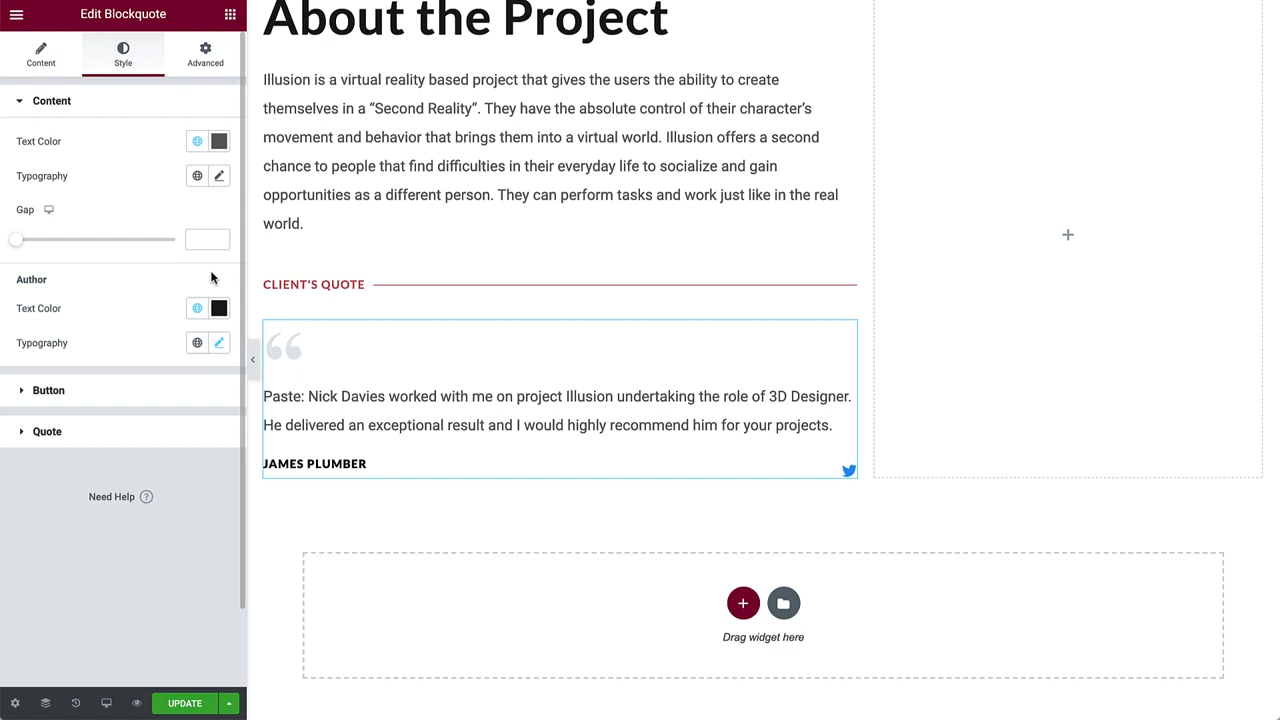 Edit Blockquote
Content
Style
Advanced
Content
Text Color
Typography
Gap
Author
Text Color
Typography
Button
Quote
Need Help ?
UPDATE
About the Project
Illusion is a virtual reality based project that gives the users the ability to create
themselves in a “Second Reality”. They have the absolute control of their character’s
movement and behavior that brings them into a virtual world. Illusion offers a second
chance to people that find difficulties in their everyday life to socialize and gain
opportunities as a different person. They can perform tasks and work just like in the real
world.
CLIENT'S QUOTE
“
Paste: Nick Davies worked with me on project Illusion undertaking the role of 3D Designer.
He delivered an exceptional result and I would highly recommend him for your projects.
JAMES PLUMBER
Drag widget here